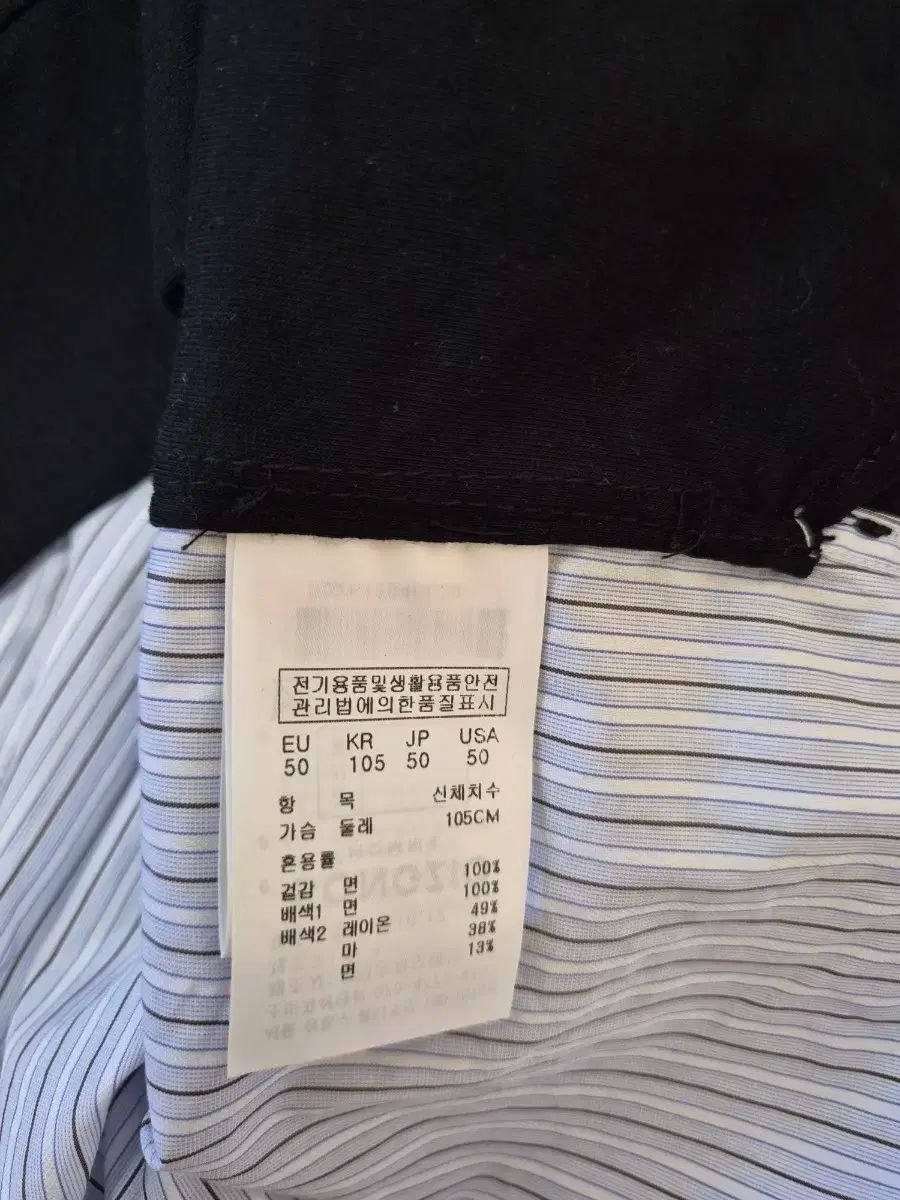 전기용품및생활용품안전
관리법에의한품질표시
EU KR JP USA
50 105 50 50
항 목 신체치수
가슴 둘레 105CM
혼용률
겉감 면 100%
배색1 면 100%
배색2 레이온 49%
마 38%
면 13%